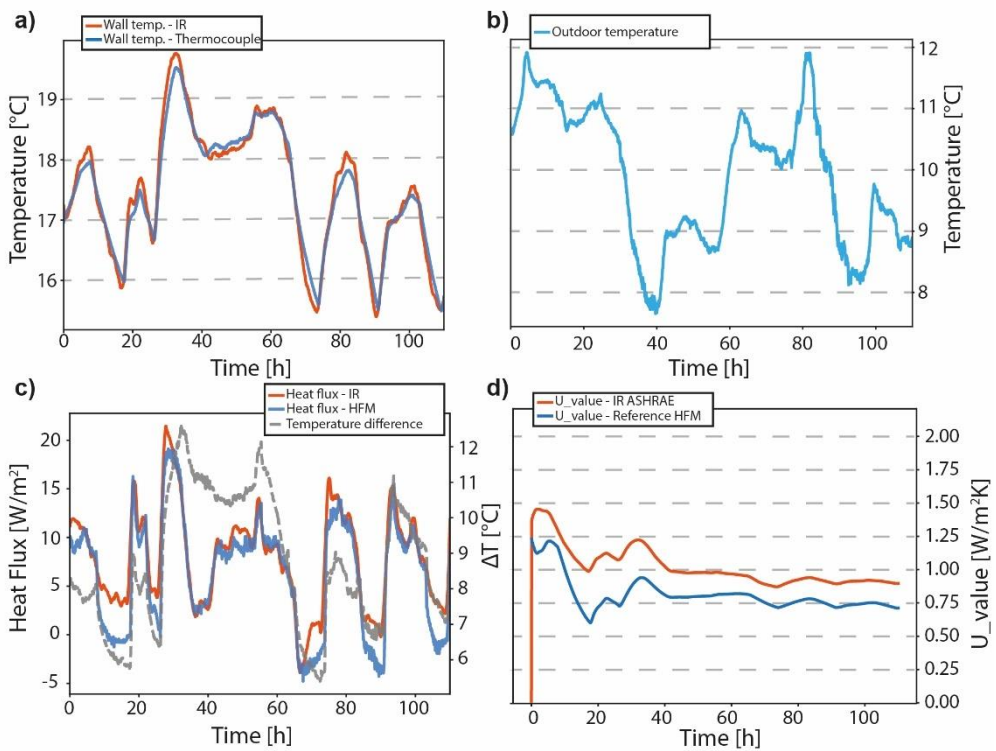 a)
Wall temp. - IR
Wall temp. - Thermocouple
Temperature [°C]
19
18
17
16
0 20 40 60 80 100
Time [h]
b)
Outdoor temperature
12
11
10
9
8
Temperature [°C]
0 20 40 60 80 100
Time [h]
c)
Heat flux - IR
Heat flux - HFM
Temperature difference
Heat Flux [W/m²]
20
15
10
5
0
-5
12
11
10
9
8
7
6
ΔT [°C]
0 20 40 60 80 100
Time [h]
d)
U_value - IR ASHRAE
U_value - Reference HFM
2.00
1.75
1.50
1.25
1.00
0.75
0.50
0.25
0.00
U_value [W/m²K]
0 20 40 60 80 100
Time [h]